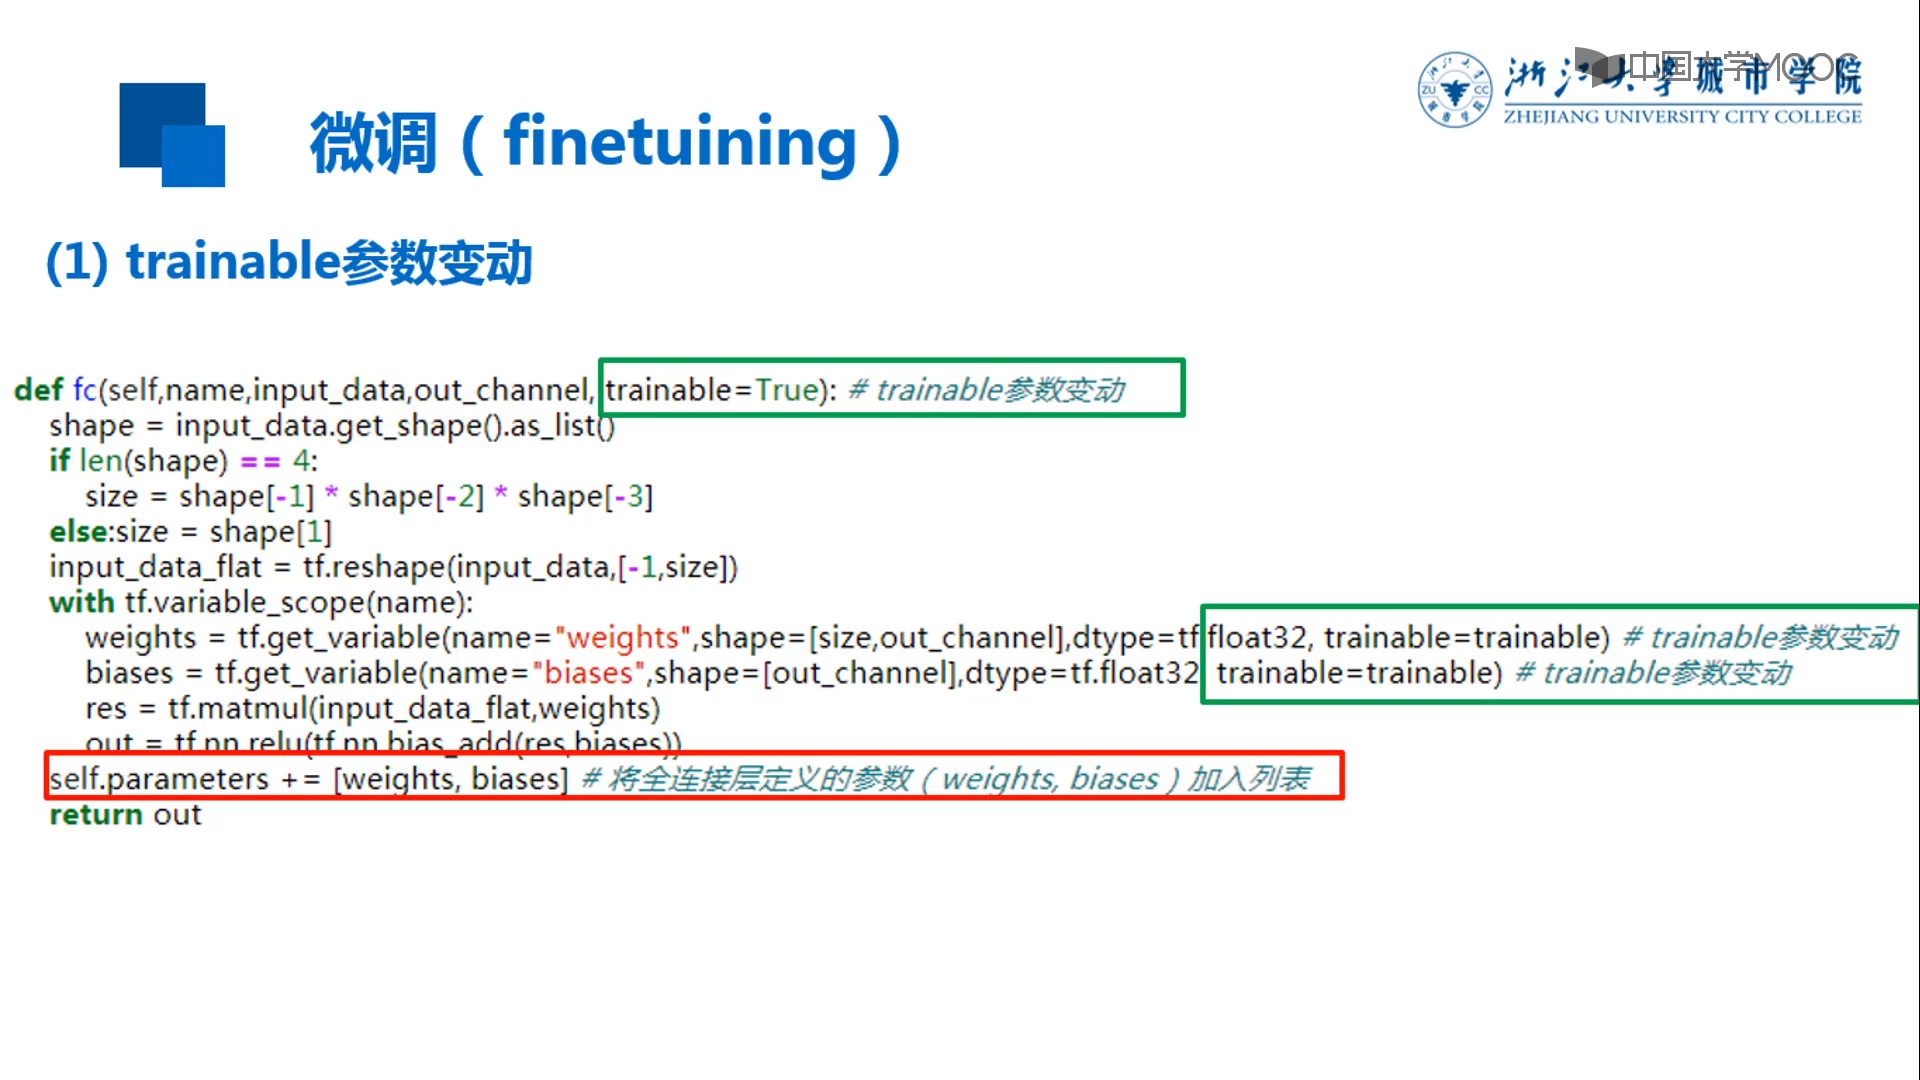 中国大学MOOC
浙江大学城市学院
ZHEJIANG UNIVERSITY CITY COLLEGE
ZU CC
微调（finetuining）
(1) trainable参数变动
def fc(self,name,input_data,out_channel, trainable=True): # trainable参数变动
shape = input_data.get_shape().as_list()
if len(shape) == 4:
size = shape[-1] * shape[-2] * shape[-3]
else:size = shape[1]
input_data_flat = tf.reshape(input_data,[-1,size])
with tf.variable_scope(name):
weights = tf.get_variable(name="weights",shape=[size,out_channel],dtype=tf.float32, trainable=trainable) # trainable参数变动
biases = tf.get_variable(name="biases",shape=[out_channel],dtype=tf.float32, trainable=trainable) # trainable参数变动
res = tf.matmul(input_data_flat,weights)
out = tf.nn.relu(tf.nn.bias_add(res,biases))
self.parameters += [weights, biases] # 将全连接层定义的参数（weights, biases）加入列表
return out